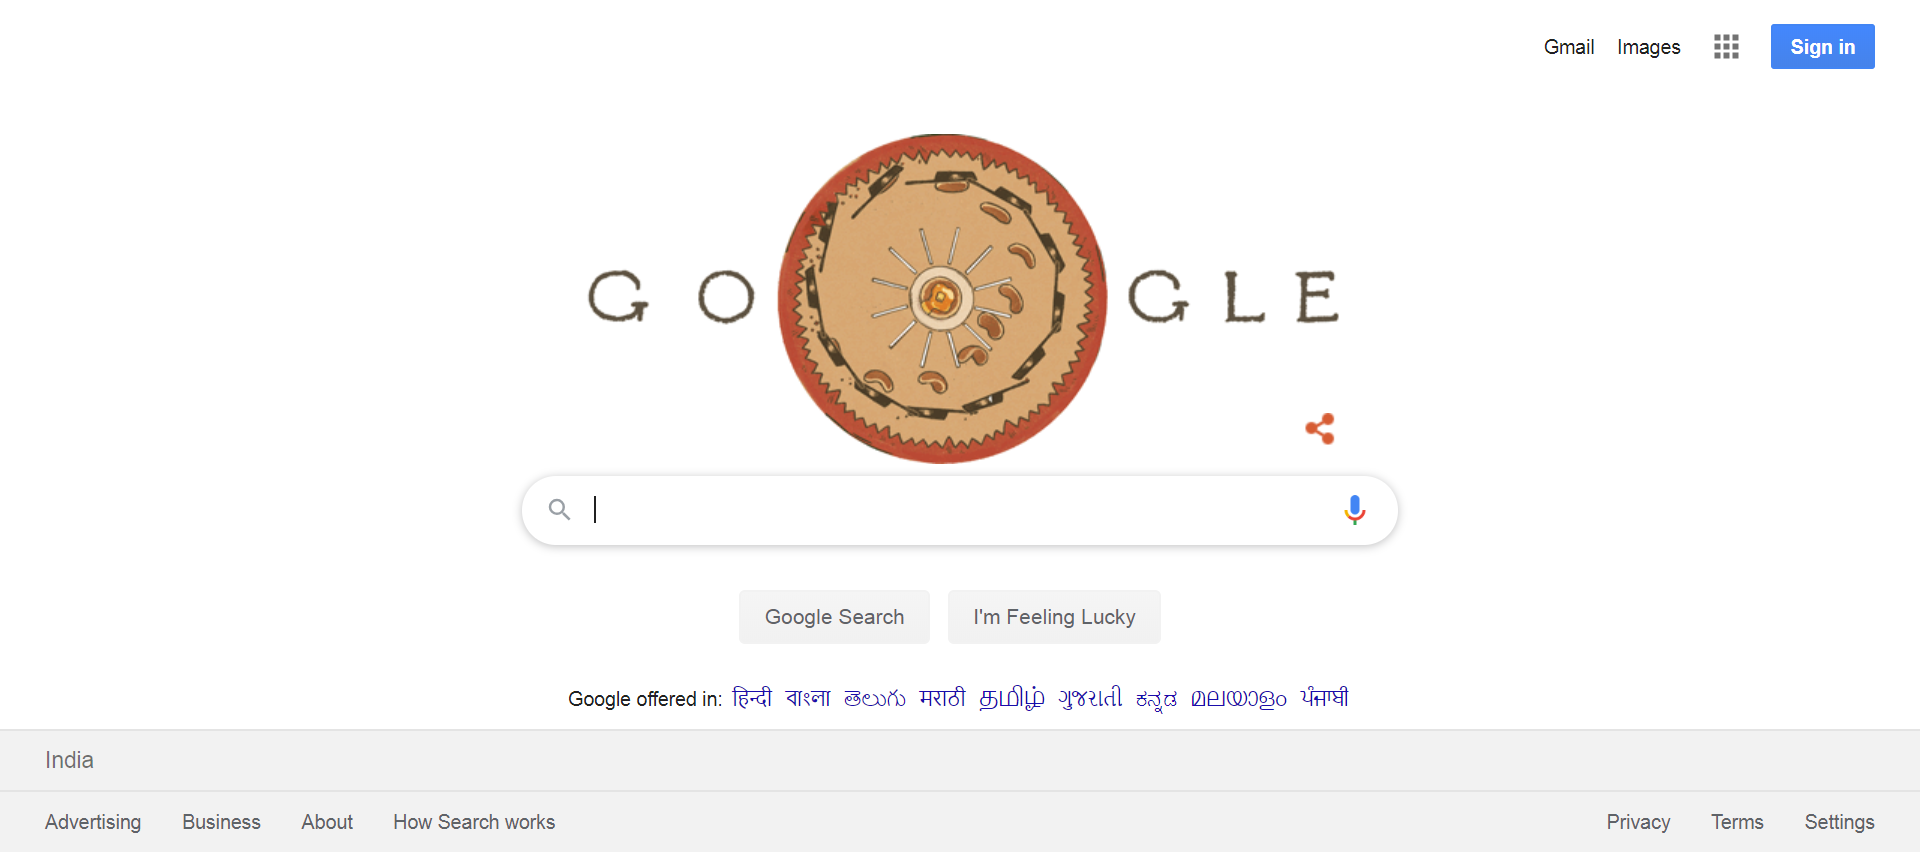 Gmail Images Sign in
GO GLE
Google Search I'm Feeling Lucky
Google offered in: हिन्दी বাংলা తెలుగు मराठी தமிழ் ગુજરાતી ಕನ್ನಡ മലയാളം ਪੰਜਾਬੀ
India
Advertising Business About How Search works Privacy Terms Settings